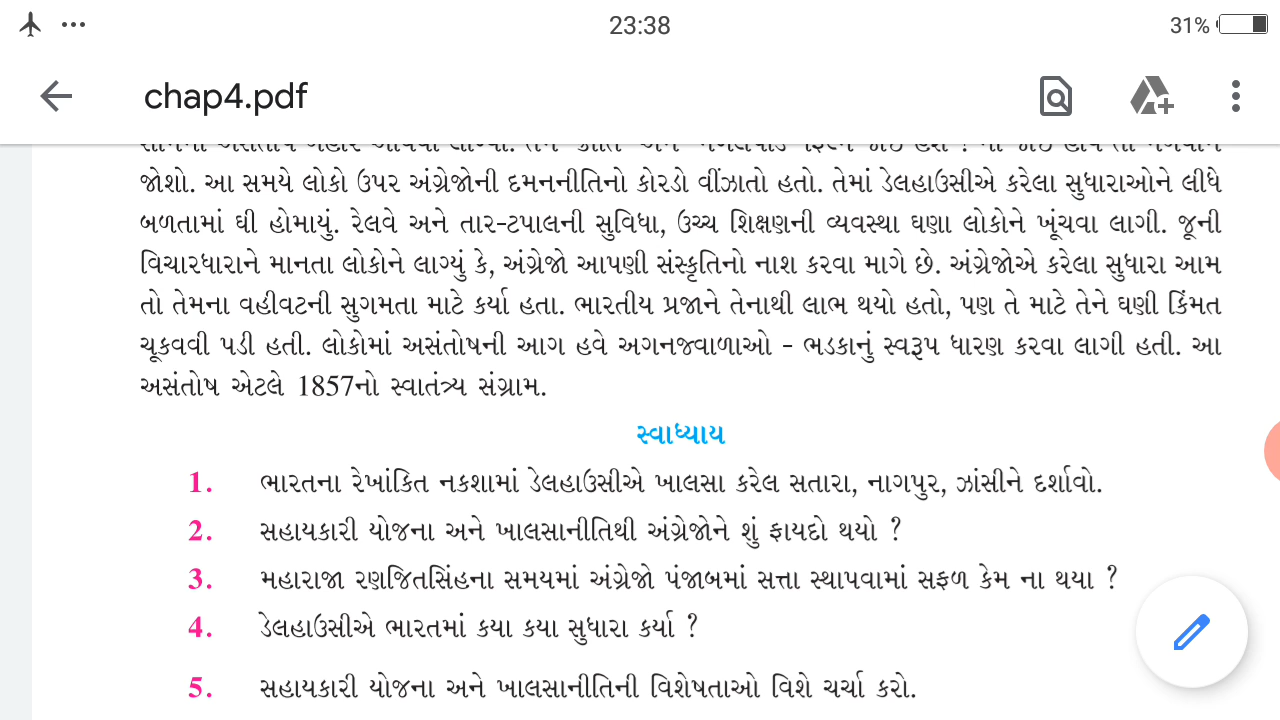 23:38
31%
chap4.pdf
જોશો. આ સમયે લોકો ઉપર અંગ્રેજોની દમનનીતિનો કોરડો વીંઝાતો હતો. તેમાં ડેલહાઉસીએ કરેલા સુધારાઓને લીધે
બળતામાં ઘી હોમાયું. રેલવે અને તાર-ટપાલની સુવિધા, ઉચ્ચ શિક્ષણની વ્યવસ્થા ઘણા લોકોને ખૂંચવા લાગી. જૂની
વિચારધારાને માનતા લોકોને લાગ્યું કે, અંગ્રેજો આપણી સંસ્કૃતિનો નાશ કરવા માગે છે. અંગ્રેજોએ કરેલા સુધારા આમ
તો તેમના વહીવટની સુગમતા માટે કર્યા હતા. ભારતીય પ્રજાને તેનાથી લાભ થયો હતો, પણ તે માટે તેને ઘણી કિંમત
ચૂકવવી પડી હતી. લોકોમાં અસંતોષની આગ હવે અગનજ્વાળાઓ - ભડકાનું સ્વરૂપ ધારણ કરવા લાગી હતી. આ
અસંતોષ એટલે 1857નો સ્વાતંત્ર્ય સંગ્રામ.
સ્વાધ્યાય
1. ભારતના રેખાંકિત નકશામાં ડેલહાઉસીએ ખાલસા કરેલ સતારા, નાગપુર, ઝાંસીને દર્શાવો.
2. સહાયકારી યોજના અને ખાલસાનીતિથી અંગ્રેજોને શું ફાયદો થયો ?
3. મહારાજા રણજિતસિંહના સમયમાં અંગ્રેજો પંજાબમાં સત્તા સ્થાપવામાં સફળ કેમ ના થયા ?
4. ડેલહાઉસીએ ભારતમાં કયા કયા સુધારા કર્યા ?
5. સહાયકારી યોજના અને ખાલસાનીતિની વિશેષતાઓ વિશે ચર્ચા કરો.